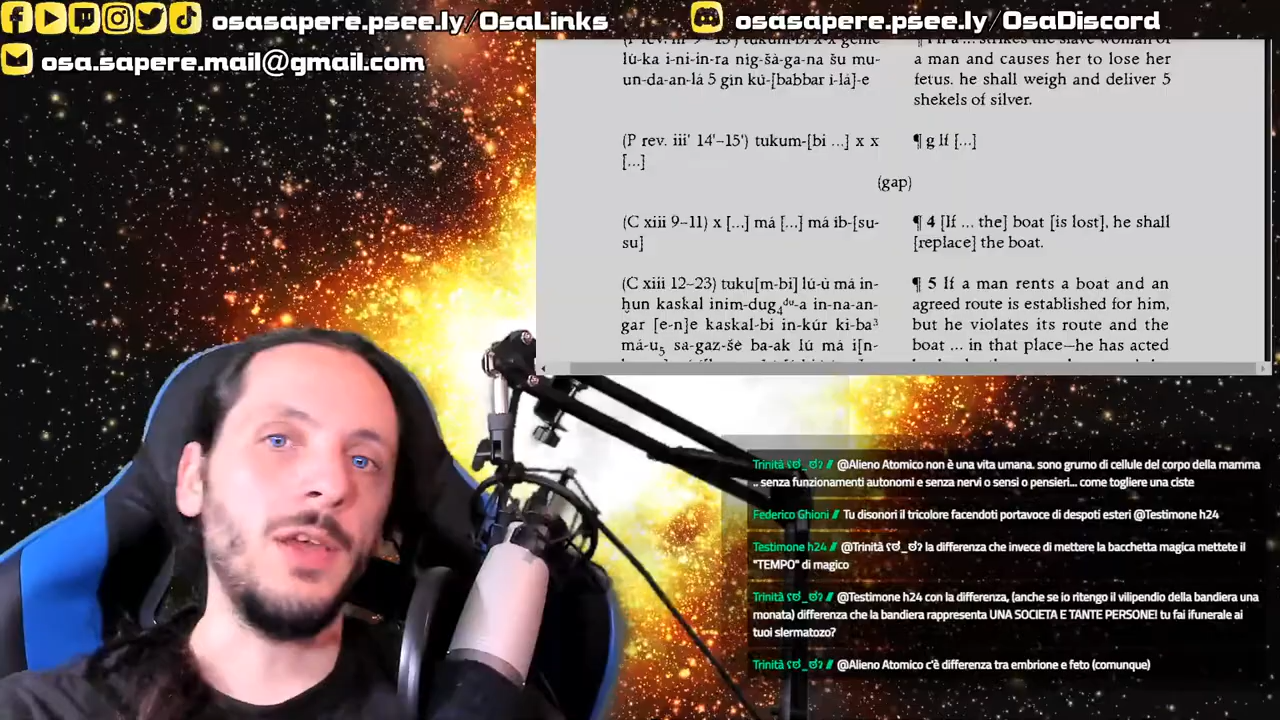 osasapere.psee.ly/OsaLinks
osasapere.psee.ly/OsaDiscord
osa.sapere.mail@gmail.com
lú-ka i-ni-in-ra níg-šà-ga-na šu mu-
un-da-an-lá 5 gín kù-[babbar ì-lá]-e
a man and causes her to lose her
fetus, he shall weigh and deliver 5
shekels of silver.
(P rev. iii' 14'–15') tukum-[bi ...] x x
[...]
¶ g If [...]
(gap)
(C xiii 9–11) x [...] má [...] má íb-[su-
su]
¶ 4 [If ... the] boat [is lost], he shall
[replace] the boat.
(C xiii 12–23) tuku[m-bi] lú-ù má in-
ḫun kaskal inim-dug₄ᵈᵘ-a in-na-an-
gar [e-n]e kaskal-bi in-kúr ki-ba³
má-u₅ sa-gaz-šè ba-ak lú má i[n-
¶ 5 If a man rents a boat and an
agreed route is established for him,
but he violates its route and the
boat ... in that place—he has acted
Trinità ʕಠ_ಠʔ // @Alieno Atomico non è una vita umana. sono grumo di cellule del corpo della mamma
.. senza funzionamenti autonomi e senza nervi o sensi o pensieri... come togliere una ciste
Federico Ghioni // Tu disonori il tricolore facendoti portavoce di despoti esteri @Testimone h24
Testimone h24 // @Trinità ʕಠ_ಠʔ la differenza che invece di mettere la bacchetta magica mettete il
"TEMPO" di magico
Trinità ʕಠ_ಠʔ // @Testimone h24 con la differenza, (anche se io ritengo il vilipendio della bandiera una
monata) differenza che la bandiera rappresenta UNA SOCIETA E TANTE PERSONE! tu fai ifunerale ai
tuoi slermatozo?
Trinità ʕಠ_ಠʔ // @Alieno Atomico c'è differenza tra embrione e feto (comunque)